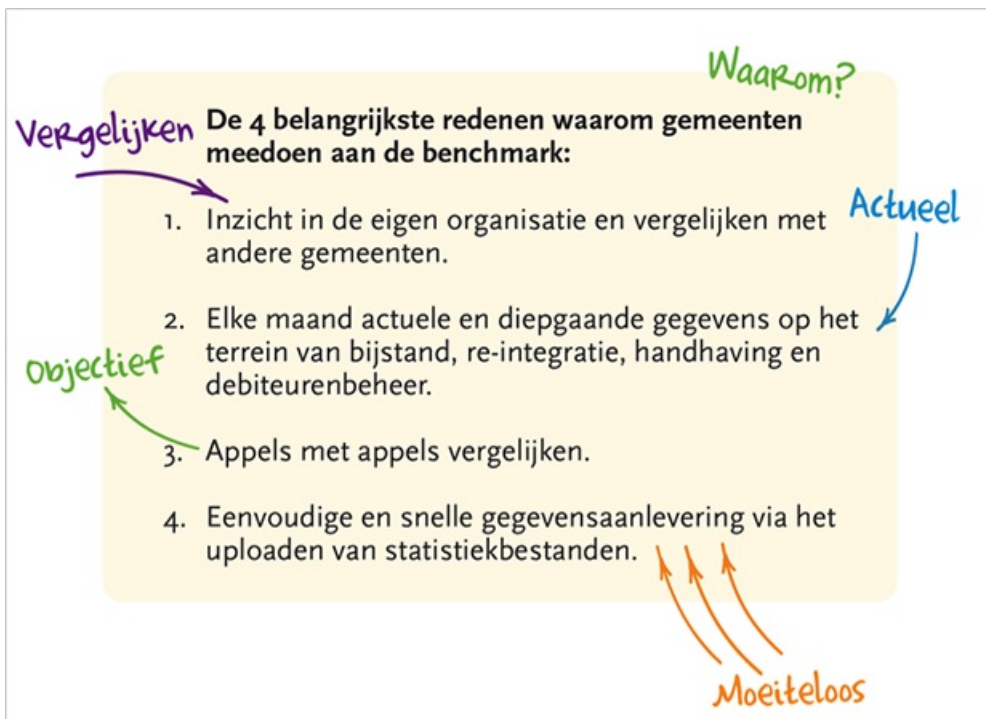 Waarom?
Vergelijken
De 4 belangrijkste redenen waarom gemeenten
meedoen aan de benchmark:
1. Inzicht in de eigen organisatie en vergelijken met
andere gemeenten.
Actueel
2. Elke maand actuele en diepgaande gegevens op het
terrein van bijstand, re-integratie, handhaving en
debiteurenbeheer.
Objectief
3. Appels met appels vergelijken.
4. Eenvoudige en snelle gegevensaanlevering via het
uploaden van statistiekbestanden.
Moeiteloos